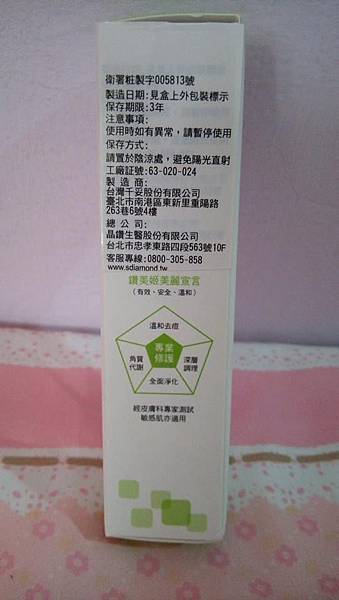 衛署粧製字005813號
製造日期:見盒上外包裝標示
保存期限:3年
注意事項:
使用時如有異常，請暫停使用
保存方式:
請置於陰涼處，避免陽光直射
工廠証號:63-020-024
製造商:
台灣千妥股份有限公司
臺北市南港區東新里重陽路
263巷6號4樓
總公司:
晶鑽生醫股份有限公司
台北市忠孝東路四段563號10F
客服專線:0800-305-858
www.sdiamond.tw
鑽美姬美麗宣言
(有效、安全、溫和)
溫和去痘
角質
代謝
專業
修護
深層
調理
全面淨化
經皮膚科專家測試
敏感肌亦適用